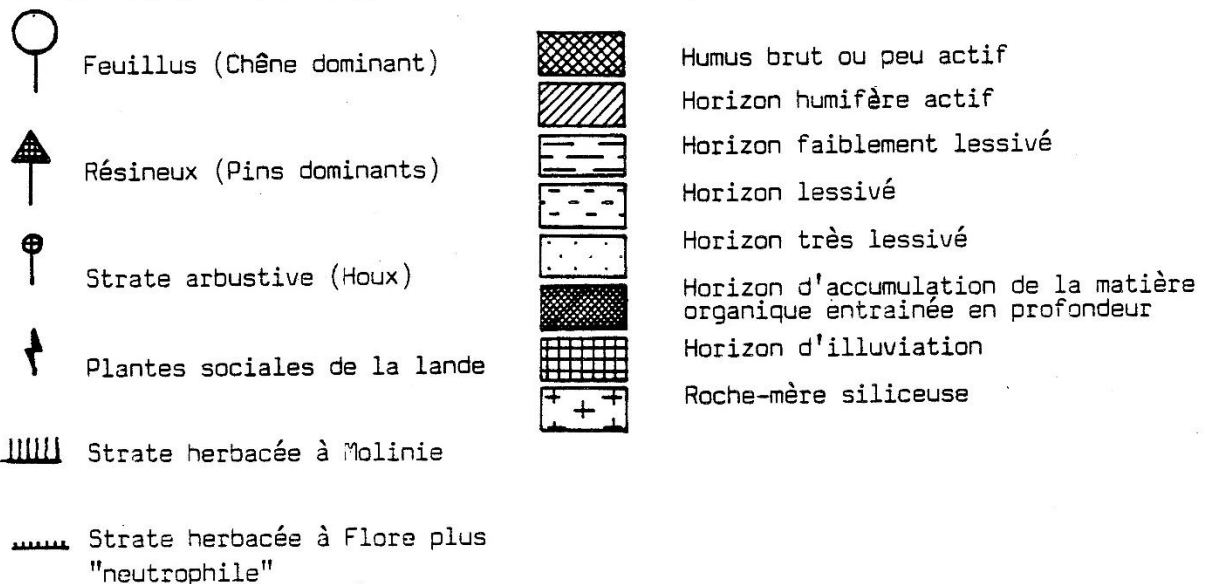 Feuillus (Chêne dominant)
Résineux (Pins dominants)
Strate arbustive (Houx)
Plantes sociales de la lande
Strate herbacée à Molinie
Strate herbacée à Flore plus
"neutrophile"
Humus brut ou peu actif
Horizon humifère actif
Horizon faiblement lessivé
Horizon lessivé
Horizon très lessivé
Horizon d'accumulation de la matière
organique entrainée en profondeur
Horizon d'illuviation
Roche-mère siliceuse